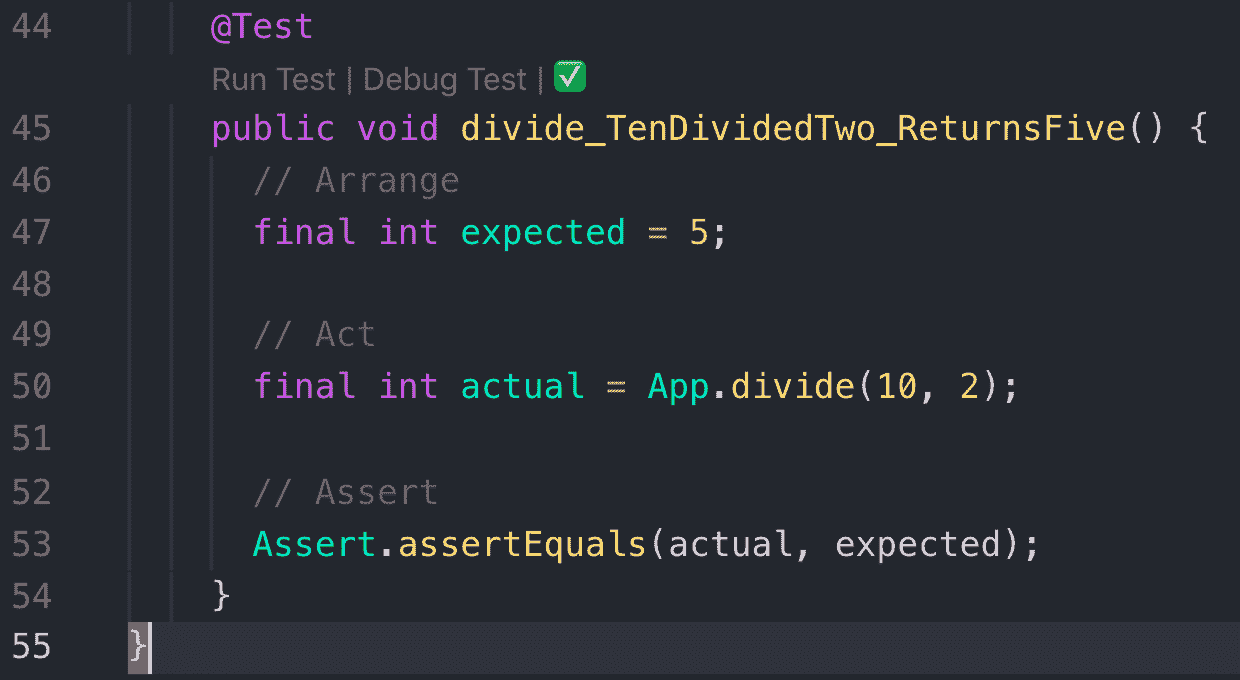 44 @Test
Run Test | Debug Test | ✅
45 public void divide_TenDividedTwo_ReturnsFive() {
46 // Arrange
47 final int expected = 5;
48
49 // Act
50 final int actual = App.divide(10, 2);
51
52 // Assert
53 Assert.assertEquals(actual, expected);
54 }
55 }